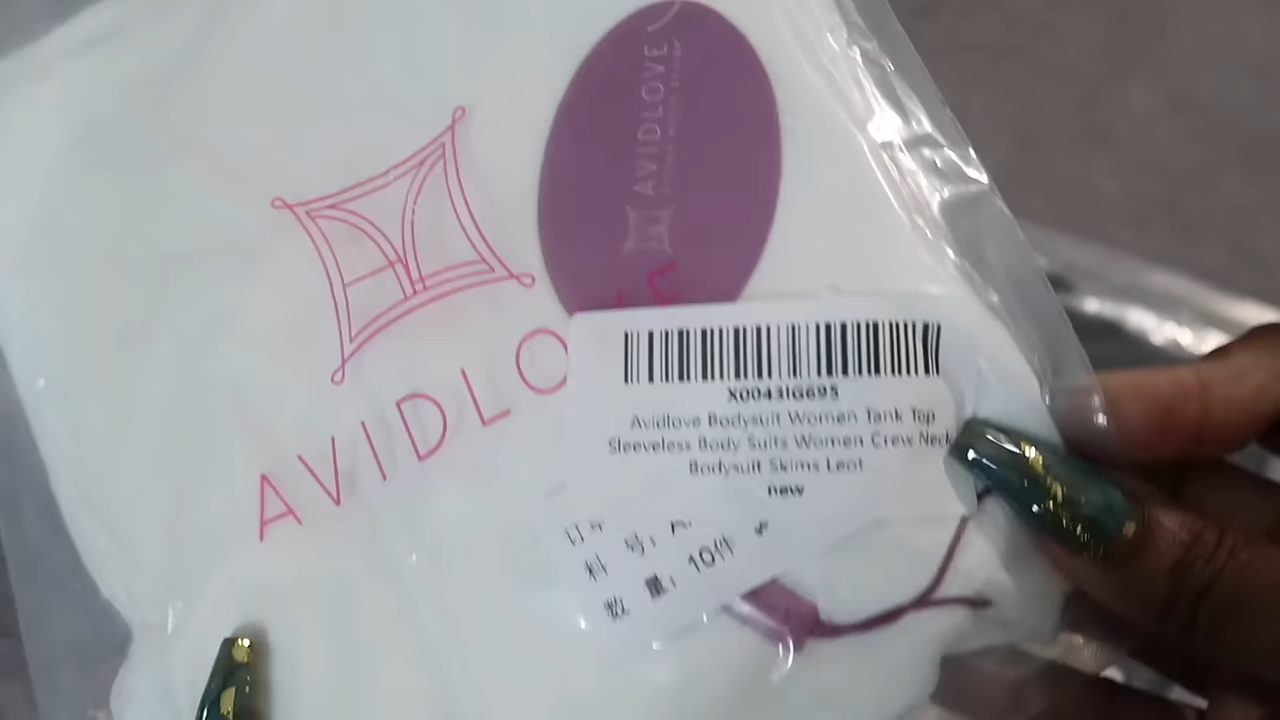 AVIDLOVE
AVIDLO E
X0043IG695
Avidlove Bodysuit Women Tank Top
Sleeveless Body Suits Women Crew Neck
Bodysuit Skims Leot
new
料 号:
数 量: 10件